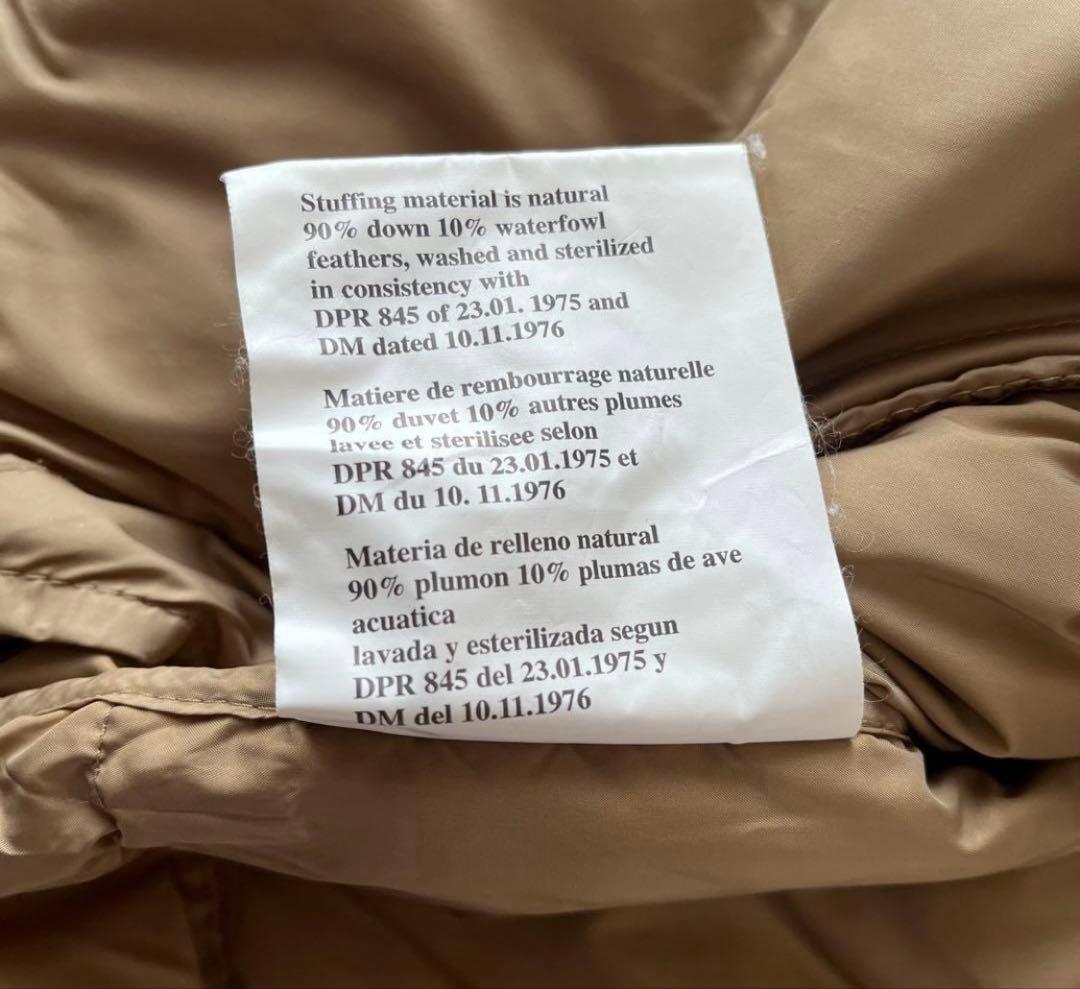 Stuffing material is natural
90% down 10% waterfowl
feathers, washed and sterilized
in consistency with
DPR 845 of 23.01. 1975 and
DM dated 10.11.1976
Matiere de rembourrage naturelle
90% duvet 10% autres plumes
lavee et sterilisee selon
DPR 845 du 23.01.1975 et
DM du 10. 11.1976
Materia de relleno natural
90% plumon 10% plumas de ave
acuatica
lavada y esterilizada segun
DPR 845 del 23.01.1975 y
DM del 10.11.1976